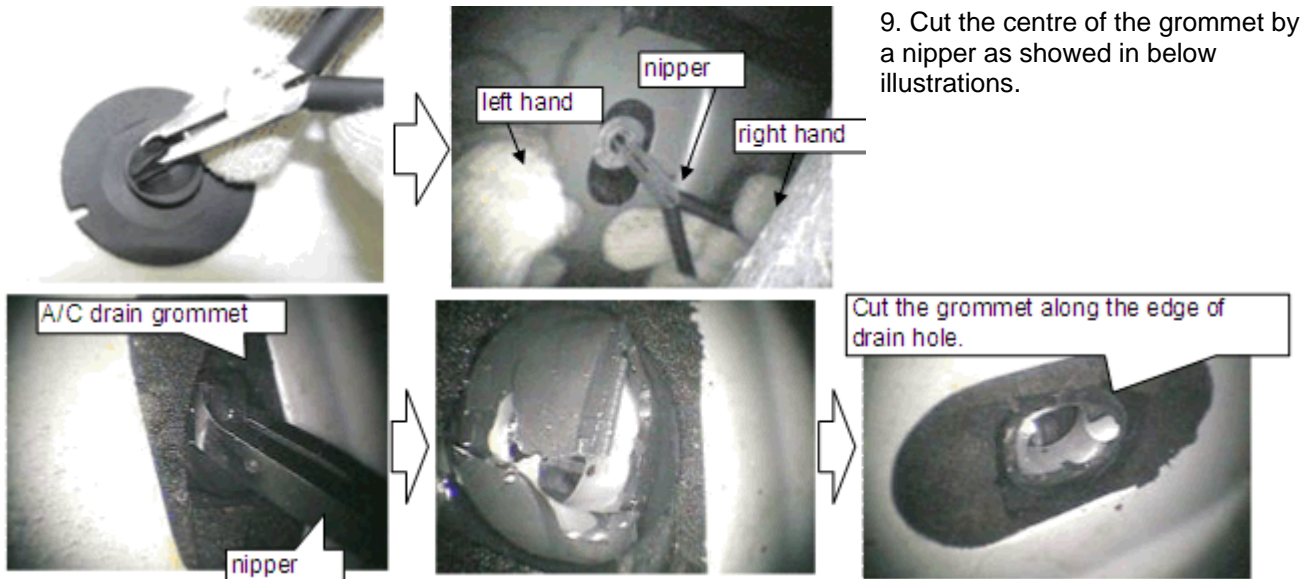 9. Cut the centre of the grommet by
a nipper as showed in below
illustrations.
left hand
nipper
right hand
A/C drain grommet
nipper
Cut the grommet along the edge of
drain hole.